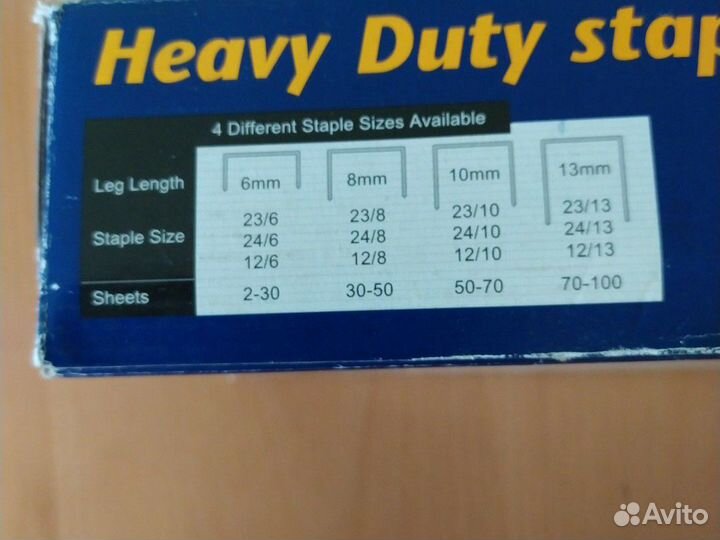 Heavy Duty stap
4 Different Staple Sizes Available
Leg Length 6mm 8mm 10mm 13mm
23/6 23/8 23/10 23/13
Staple Size 24/6 24/8 24/10 24/13
12/6 12/8 12/10 12/13
Sheets 2-30 30-50 50-70 70-100
Avito